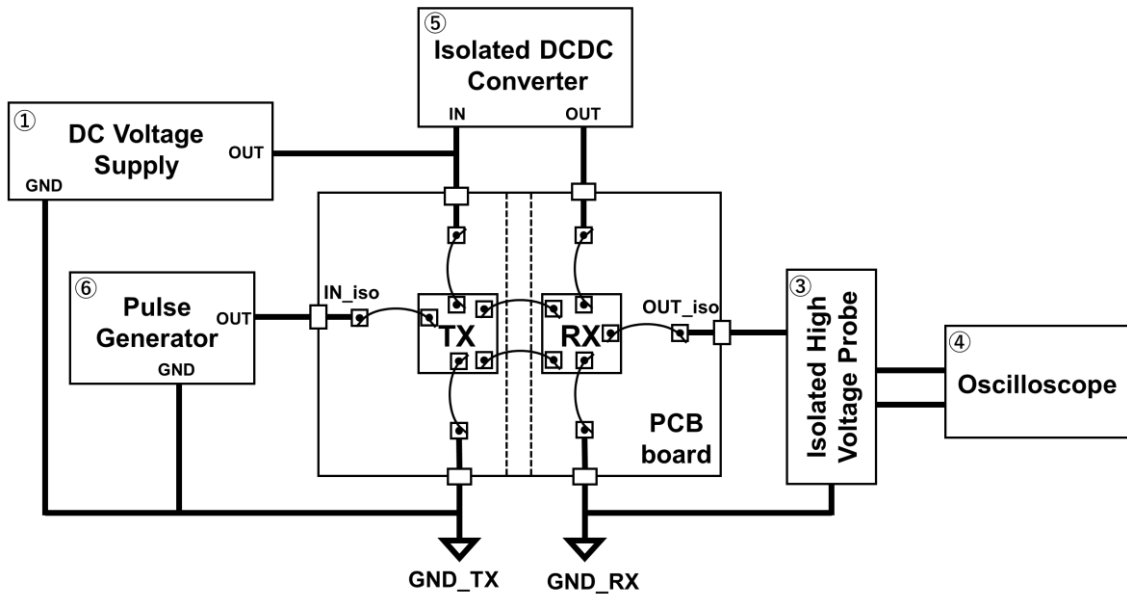 ⑤
Isolated DCDC
Converter
IN
OUT
①
DC Voltage
Supply
OUT
GND
⑥
Pulse
Generator
OUT
GND
IN_iso
TX
RX
OUT_iso
PCB
board
③
Isolated High
Voltage Probe
④
Oscilloscope
GND_TX
GND_RX